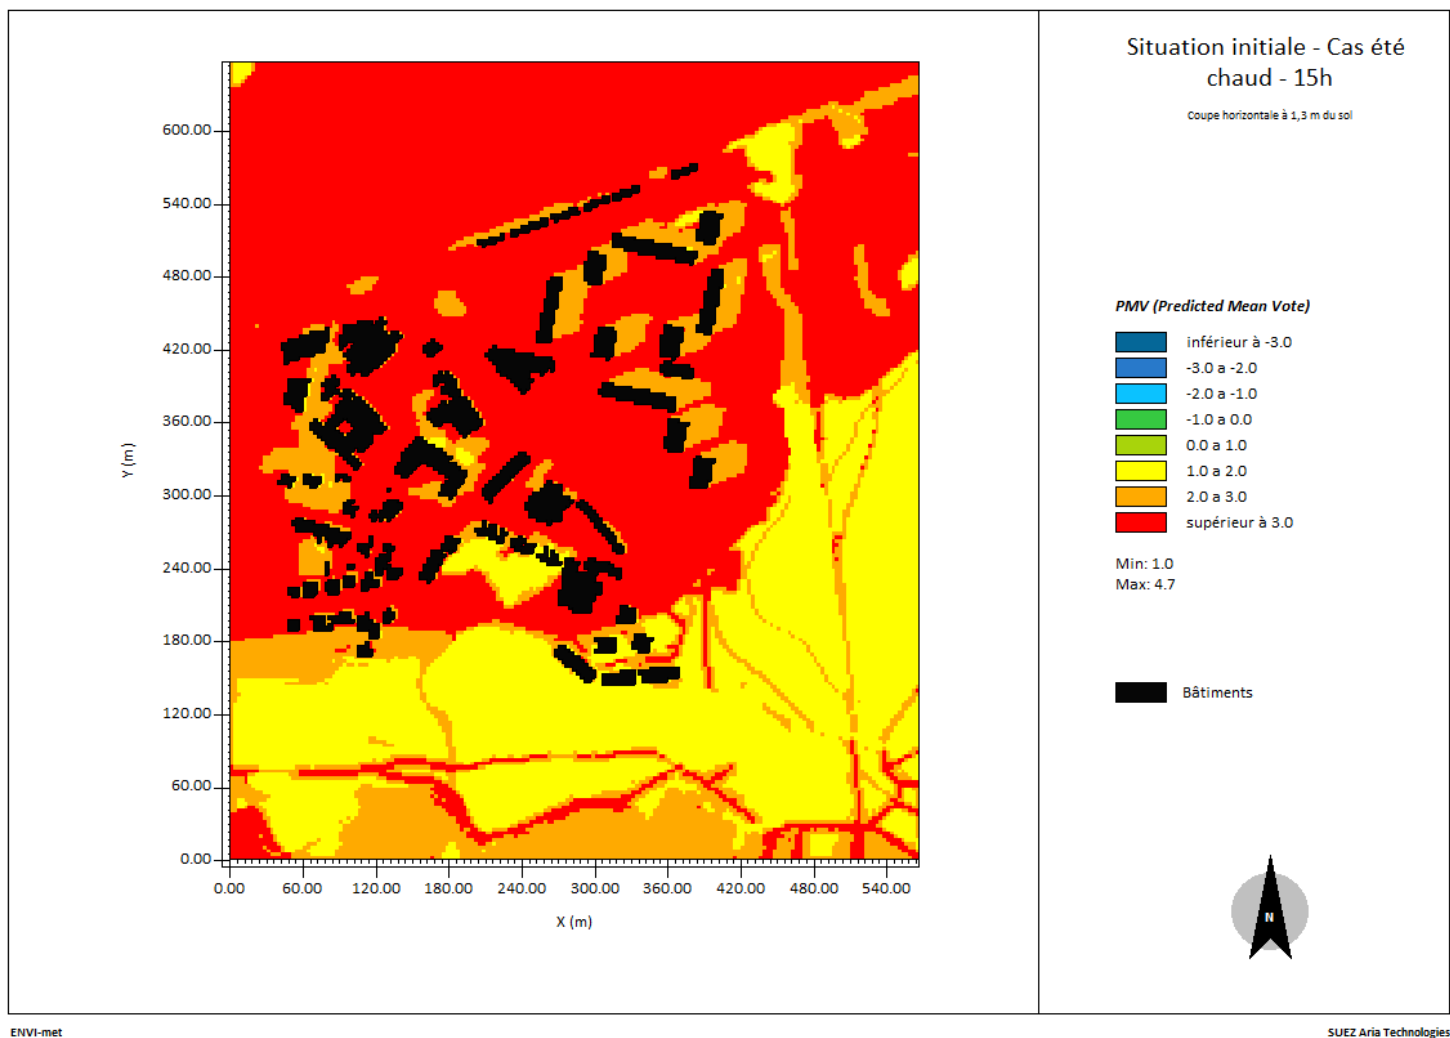 Situation initiale - Cas été
chaud - 15h
Coupe horizontale à 1,3 m du sol
600.00
540.00
480.00
420.00
360.00
300.00
240.00
180.00
120.00
60.00
0.00
Y (m)
0.00 60.00 120.00 180.00 240.00 300.00 360.00 420.00 480.00 540.00
X (m)
PMV (Predicted Mean Vote)
inférieur à -3.0
-3.0 a -2.0
-2.0 a -1.0
-1.0 a 0.0
0.0 a 1.0
1.0 a 2.0
2.0 a 3.0
supérieur à 3.0
Min: 1.0
Max: 4.7
Bâtiments
N
ENVI-met
SUEZ Aria Technologies